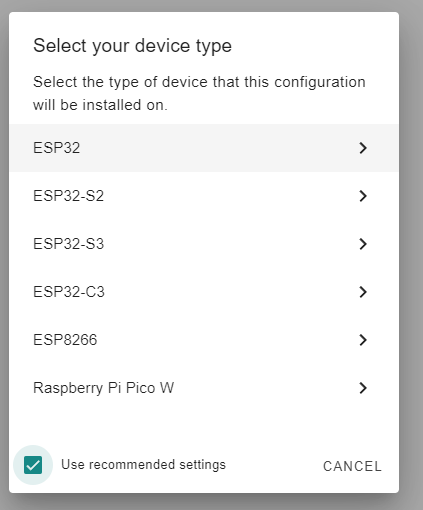 Select your device type
Select the type of device that this configuration
will be installed on.
ESP32
ESP32-S2
ESP32-S3
ESP32-C3
ESP8266
Raspberry Pi Pico W
Use recommended settings
CANCEL